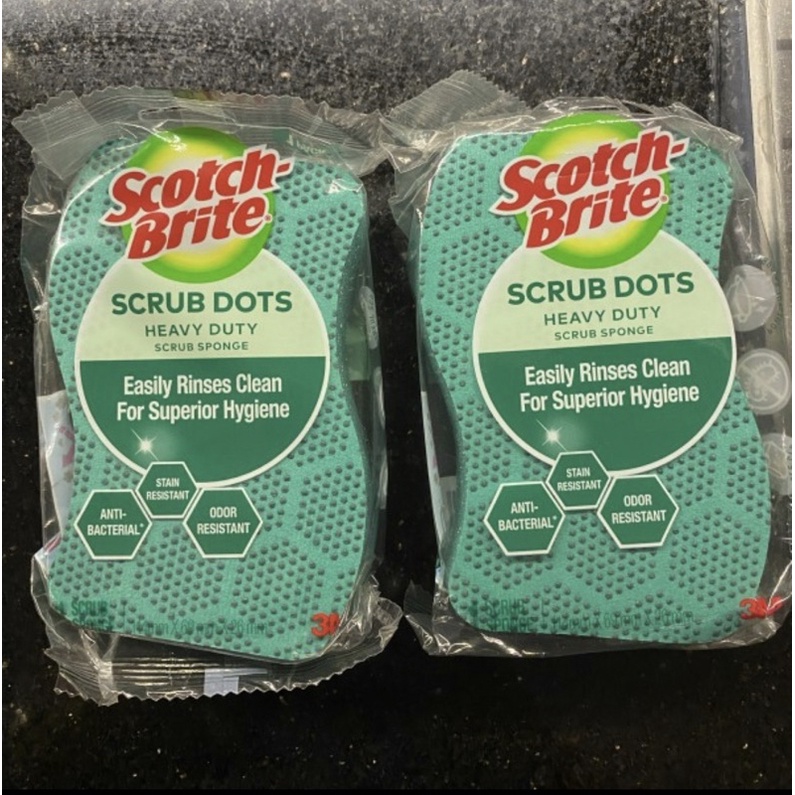 Scotch-
Brite
SCRUB DOTS
HEAVY DUTY
SCRUB SPONGE
Easily Rinses Clean
For Superior Hygiene
STAIN
RESISTANT
ANTI-
BACTERIAL*
ODOR
RESISTANT
SCRUB
3M
Scotch-
Brite
SCRUB DOTS
HEAVY DUTY
SCRUB SPONGE
Easily Rinses Clean
For Superior Hygiene
STAIN
RESISTANT
ANTI-
BACTERIAL*
ODOR
RESISTANT
3M